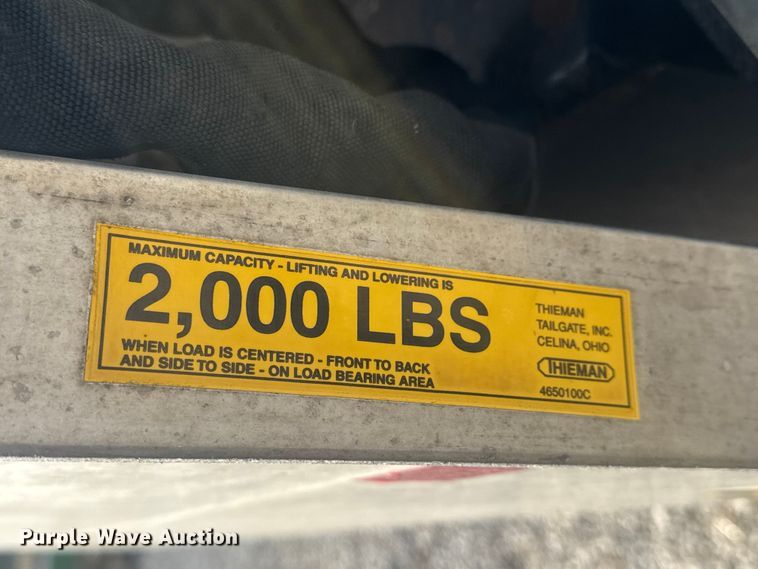 MAXIMUM CAPACITY - LIFTING AND LOWERING IS
2,000 LBS
WHEN LOAD IS CENTERED - FRONT TO BACK
AND SIDE TO SIDE - ON LOAD BEARING AREA
THIEMAN
TAILGATE, INC.
CELINA, OHIO
THIEMAN
4650100C
Purple Wave Auction